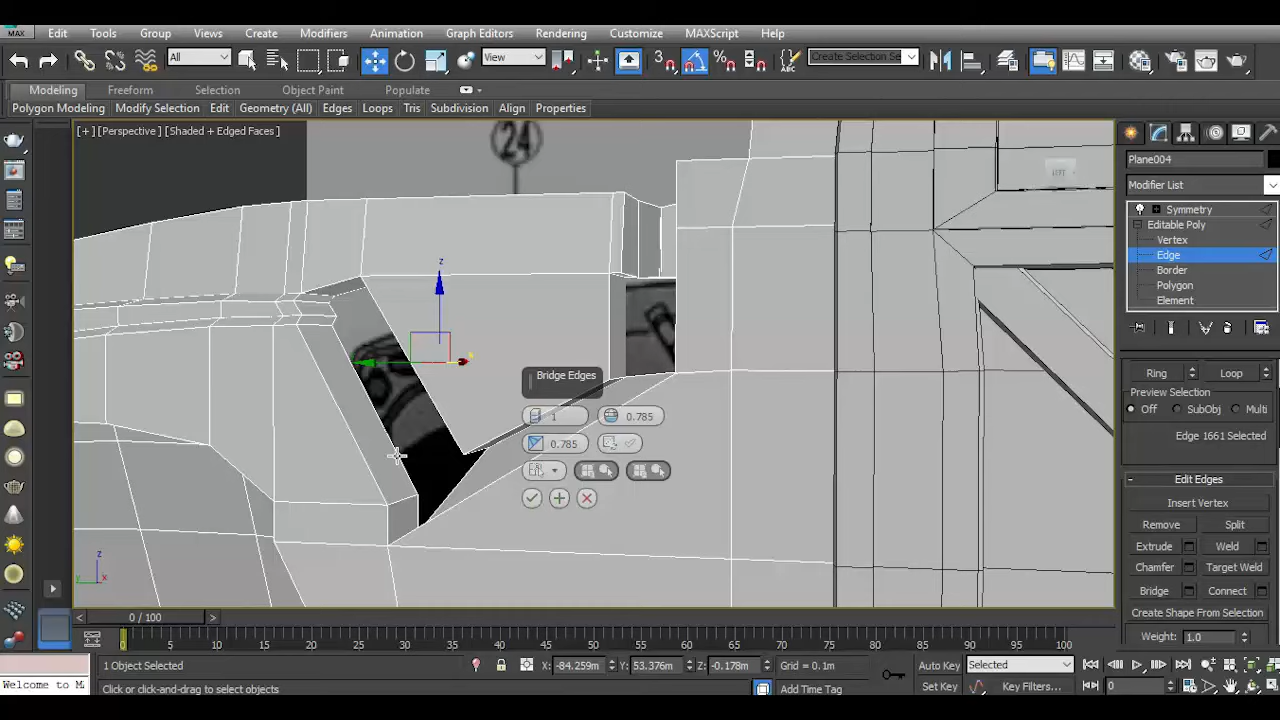 MAX Edit Tools Group Views Create Modifiers Animation Graph Editors Rendering Customize MAXScript Help
All View 3 Create Selection Se
Modeling Freeform Selection Object Paint Populate
Polygon Modeling Modify Selection Edit Geometry (All) Edges Loops Tris Subdivision Align Properties
[+] [Perspective] [Shaded + Edged Faces]
24
LEFT
Plane004
Modifier List
Symmetry
Editable Poly
Vertex
Edge
Border
Polygon
Element
z
Bridge Edges
1 0.785
0.785
Ring Loop
Preview Selection
Off SubObj Multi
Edge 1661 Selected
Edit Edges
Insert Vertex
Remove Split
Extrude Weld
Chamfer Target Weld
Bridge Connect
Create Shape From Selection
Weight: 1.0
z
y x
< 0 / 100 >
0 5 10 15 20 25 30 35 40 45 50 55 60 65 70 75 80 85 90 95 100
1 Object Selected X: -84.259m Y: 53.376m Z: -0.178m Grid = 0.1m Auto Key Selected
Welcome to M Click or click-and-drag to select objects Add Time Tag Set Key Key Filters... 0